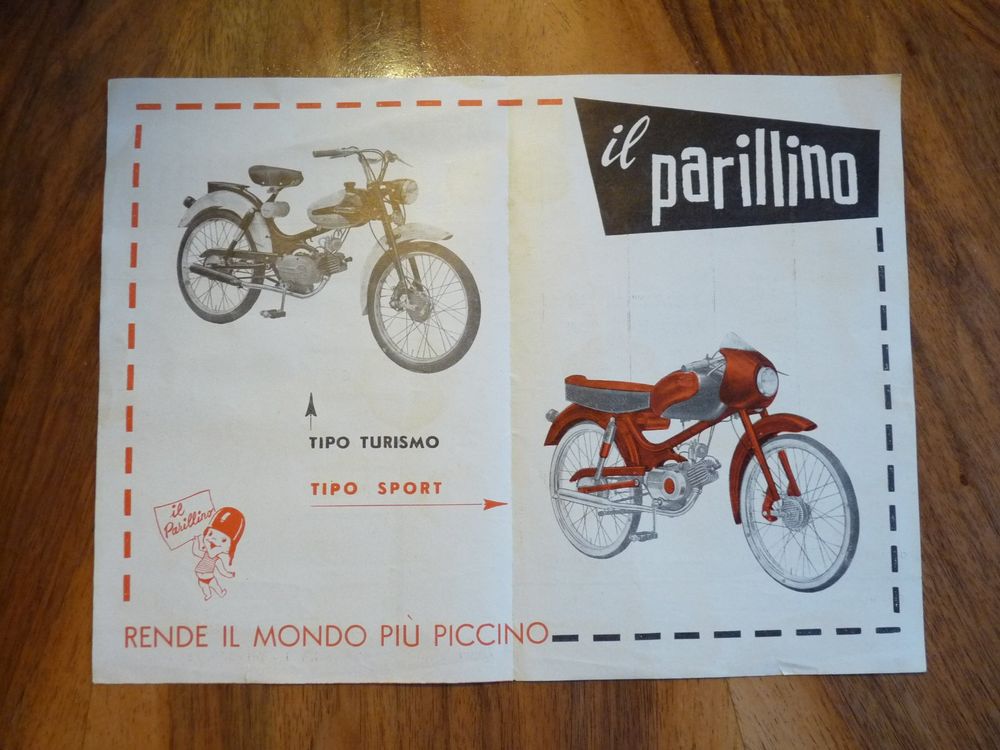 il
parillino
TIPO TURISMO
TIPO SPORT
il
Parillino
RENDE IL MONDO PIÙ PICCINO